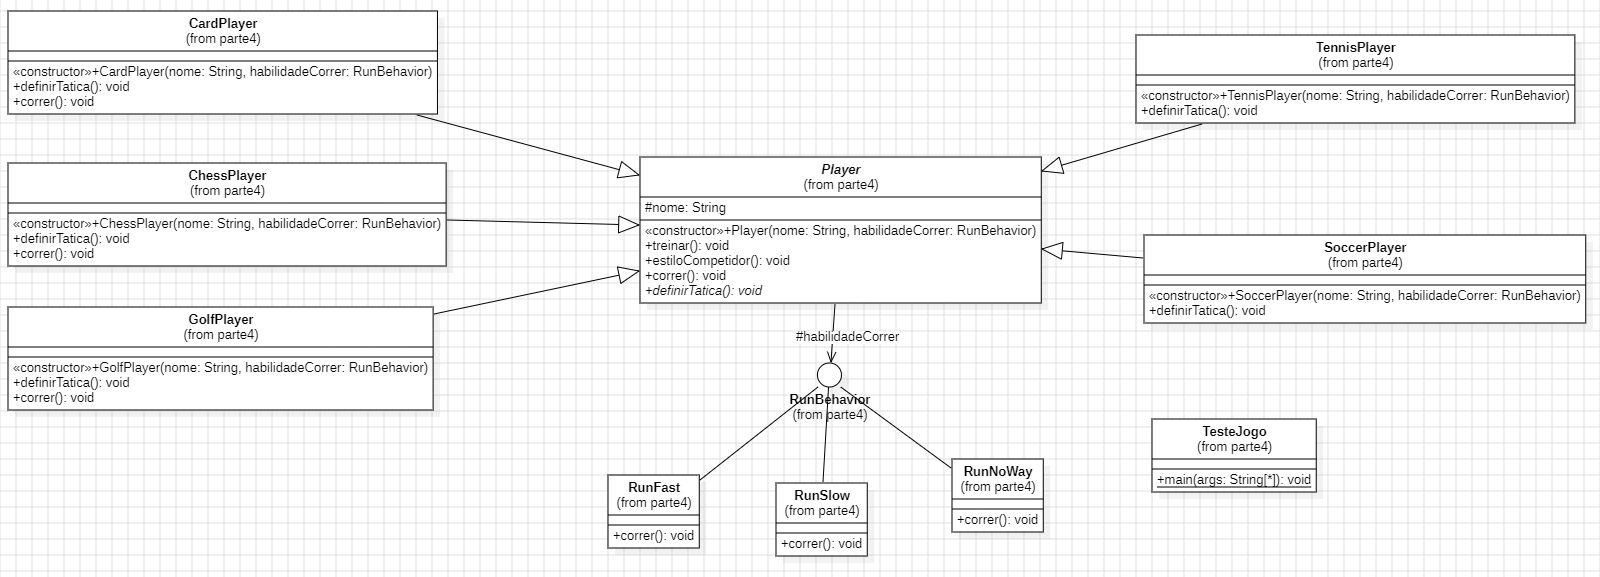 CardPlayer
(from parte4)
«constructor»+CardPlayer(nome: String, habilidadeCorrer: RunBehavior)
+definirTatica(): void
+correr(): void
TennisPlayer
(from parte4)
«constructor»+TennisPlayer(nome: String, habilidadeCorrer: RunBehavior)
+definirTatica(): void
ChessPlayer
(from parte4)
«constructor»+ChessPlayer(nome: String, habilidadeCorrer: RunBehavior)
+definirTatica(): void
+correr(): void
Player
(from parte4)
#nome: String
«constructor»+Player(nome: String, habilidadeCorrer: RunBehavior)
+treinar(): void
+estiloCompetidor(): void
+correr(): void
+definirTatica(): void
SoccerPlayer
(from parte4)
«constructor»+SoccerPlayer(nome: String, habilidadeCorrer: RunBehavior)
+definirTatica(): void
GolfPlayer
(from parte4)
«constructor»+GolfPlayer(nome: String, habilidadeCorrer: RunBehavior)
+definirTatica(): void
+correr(): void
#habilidadeCorrer
RunBehavior
(from parte4)
RunFast
(from parte4)
+correr(): void
RunSlow
(from parte4)
+correr(): void
RunNoWay
(from parte4)
+correr(): void
TesteJogo
(from parte4)
+main(args: String[*]): void